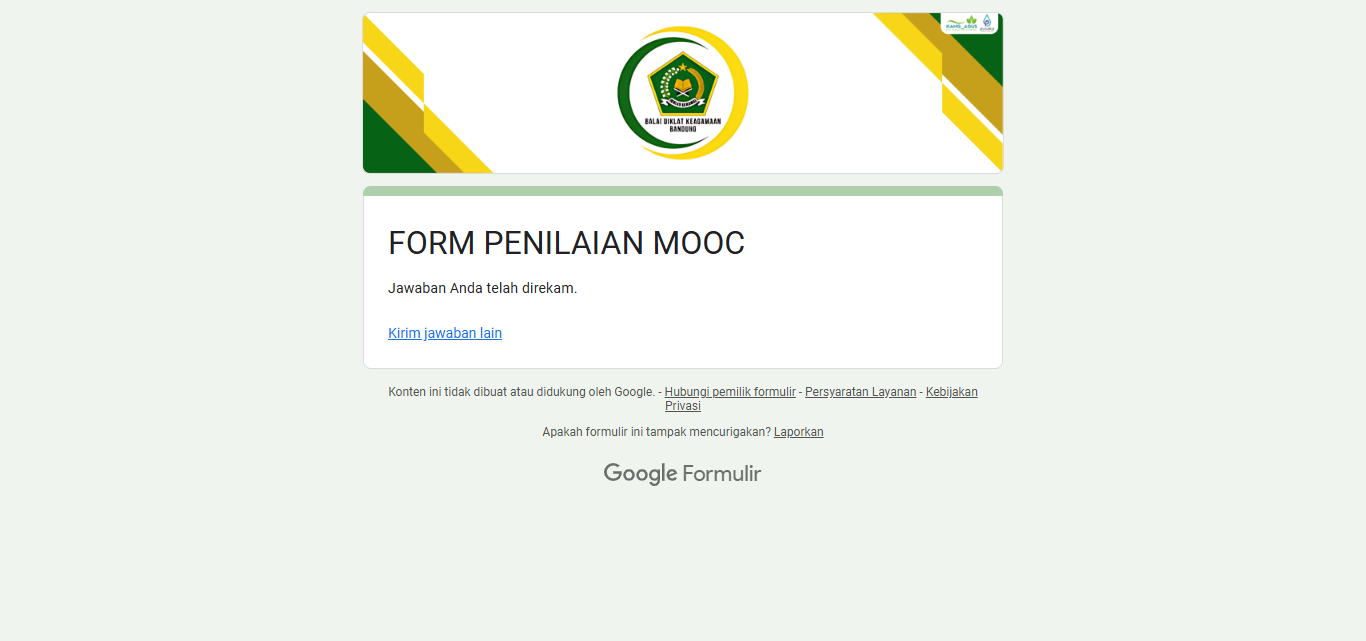 BALAI DIKLAT KEAGAMAAN
BANDUNG
FORM PENILAIAN MOOC
Jawaban Anda telah direkam.
Kirim jawaban lain
Konten ini tidak dibuat atau didukung oleh Google. - Hubungi pemilik formulir - Persyaratan Layanan - Kebijakan
Privasi
Apakah formulir ini tampak mencurigakan? Laporkan
Google Formulir